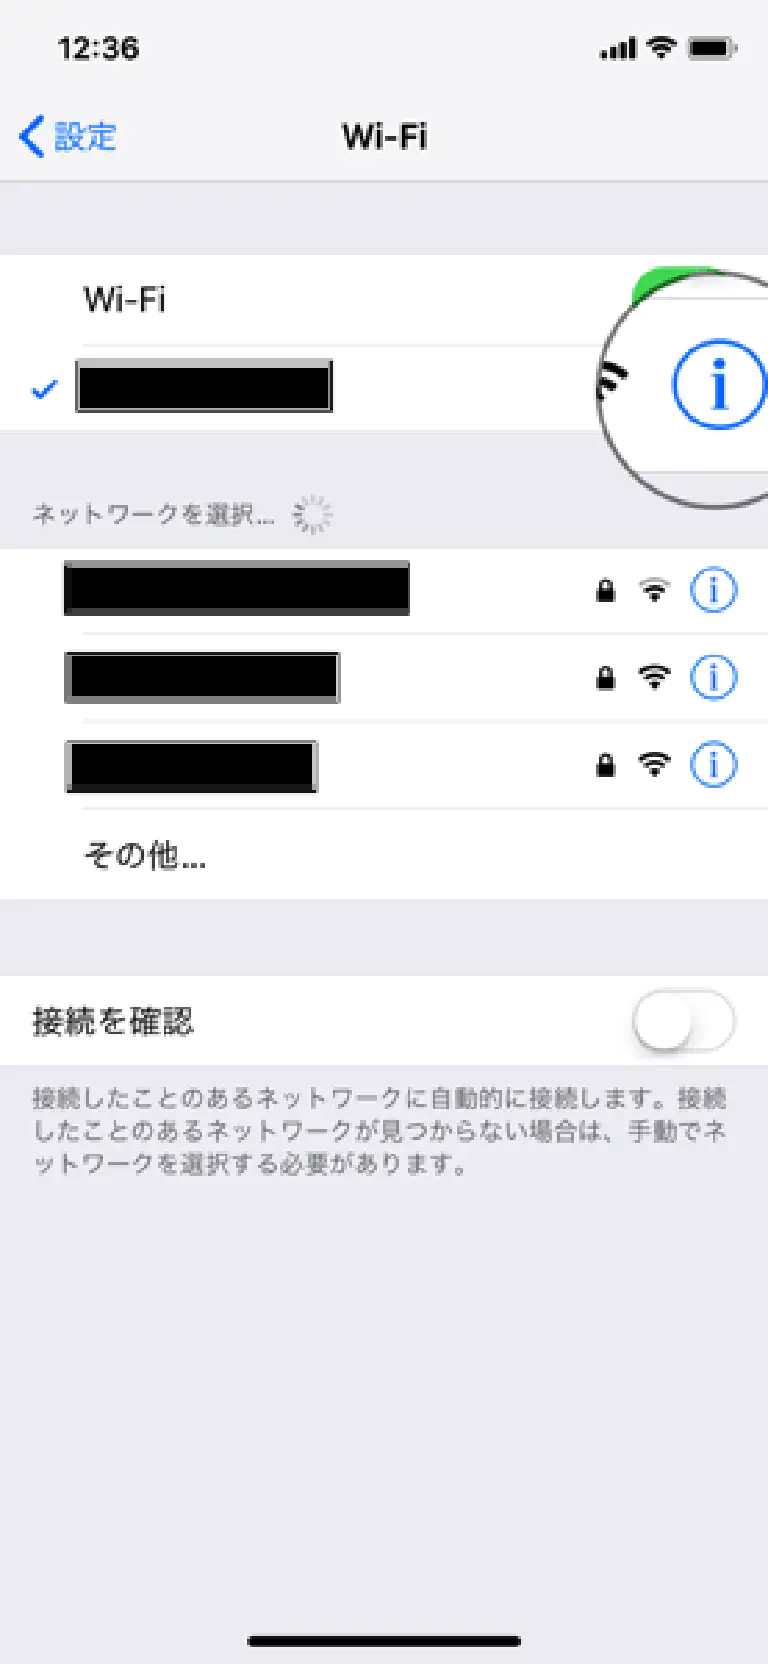 12:36
設定
Wi-Fi
Wi-Fi
ネットワークを選択...
その他...
接続を確認
接続したことのあるネットワークに自動的に接続します。接続
したことのあるネットワークが見つからない場合は、手動でネ
ットワークを選択する必要があります。